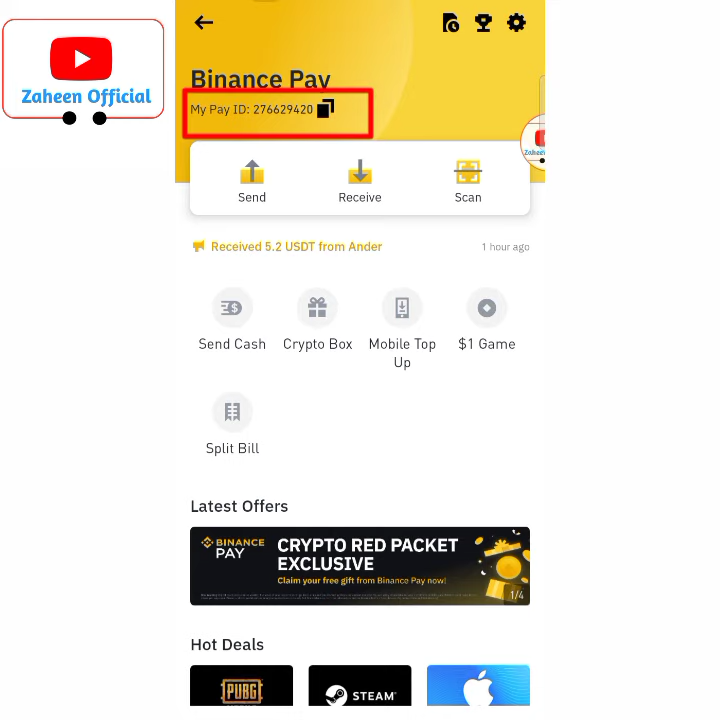 Zaheen Official
Binance Pay
My Pay ID: 276629420
Send
Receive
Scan
Received 5.2 USDT from Ander
1 hour ago
Send Cash
Crypto Box
Mobile Top Up
$1 Game
Split Bill
Latest Offers
BINANCE PAY
CRYPTO RED PACKET
EXCLUSIVE
Claim your free gift from Binance Pay now!
1/4
Hot Deals
PUBG
STEAM